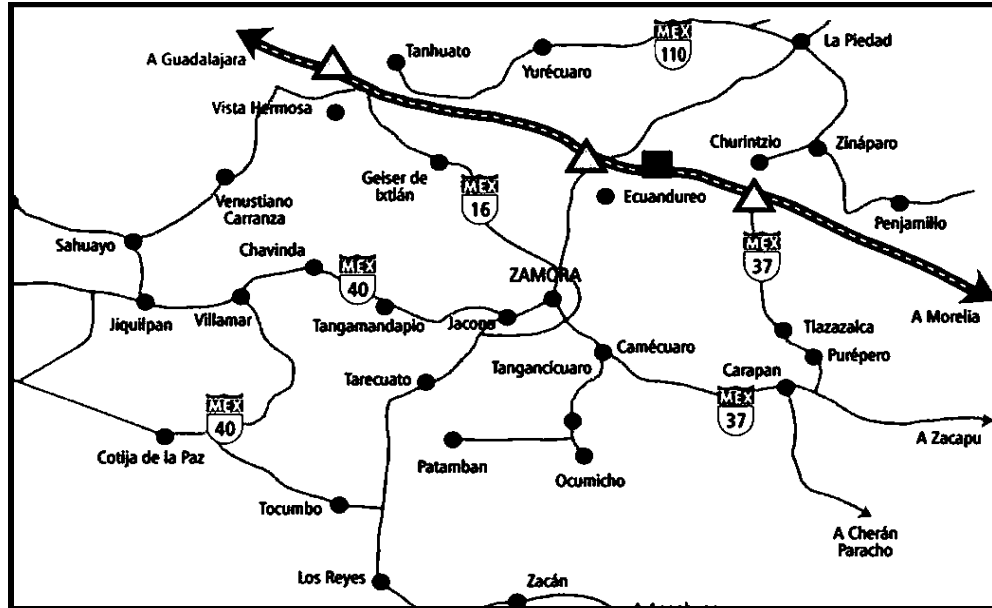 MEX
110
La Piedad
A Guadalajara
Tanhuato
Yurécuaro
Vista Hermosa
Churintzio
Zináparo
Geiser de
Ixtlán
MEX
16
Venustiano
Carranza
Ecuandureo
Penjamillo
Sahuayo
Chavinda
MEX
40
ZAMORA
MEX
37
Jiquilpan
Villamar
Tangamandapio
Jacona
A Morelia
Tlazazalca
Purépero
Camécuaro
Tangancícuaro
Carapan
Tarecuato
MEX
37
MEX
40
A Zacapu
Cotija de la Paz
Patamban
Ocumicho
Tocumbo
A Cherán
Paracho
Los Reyes
Zacán